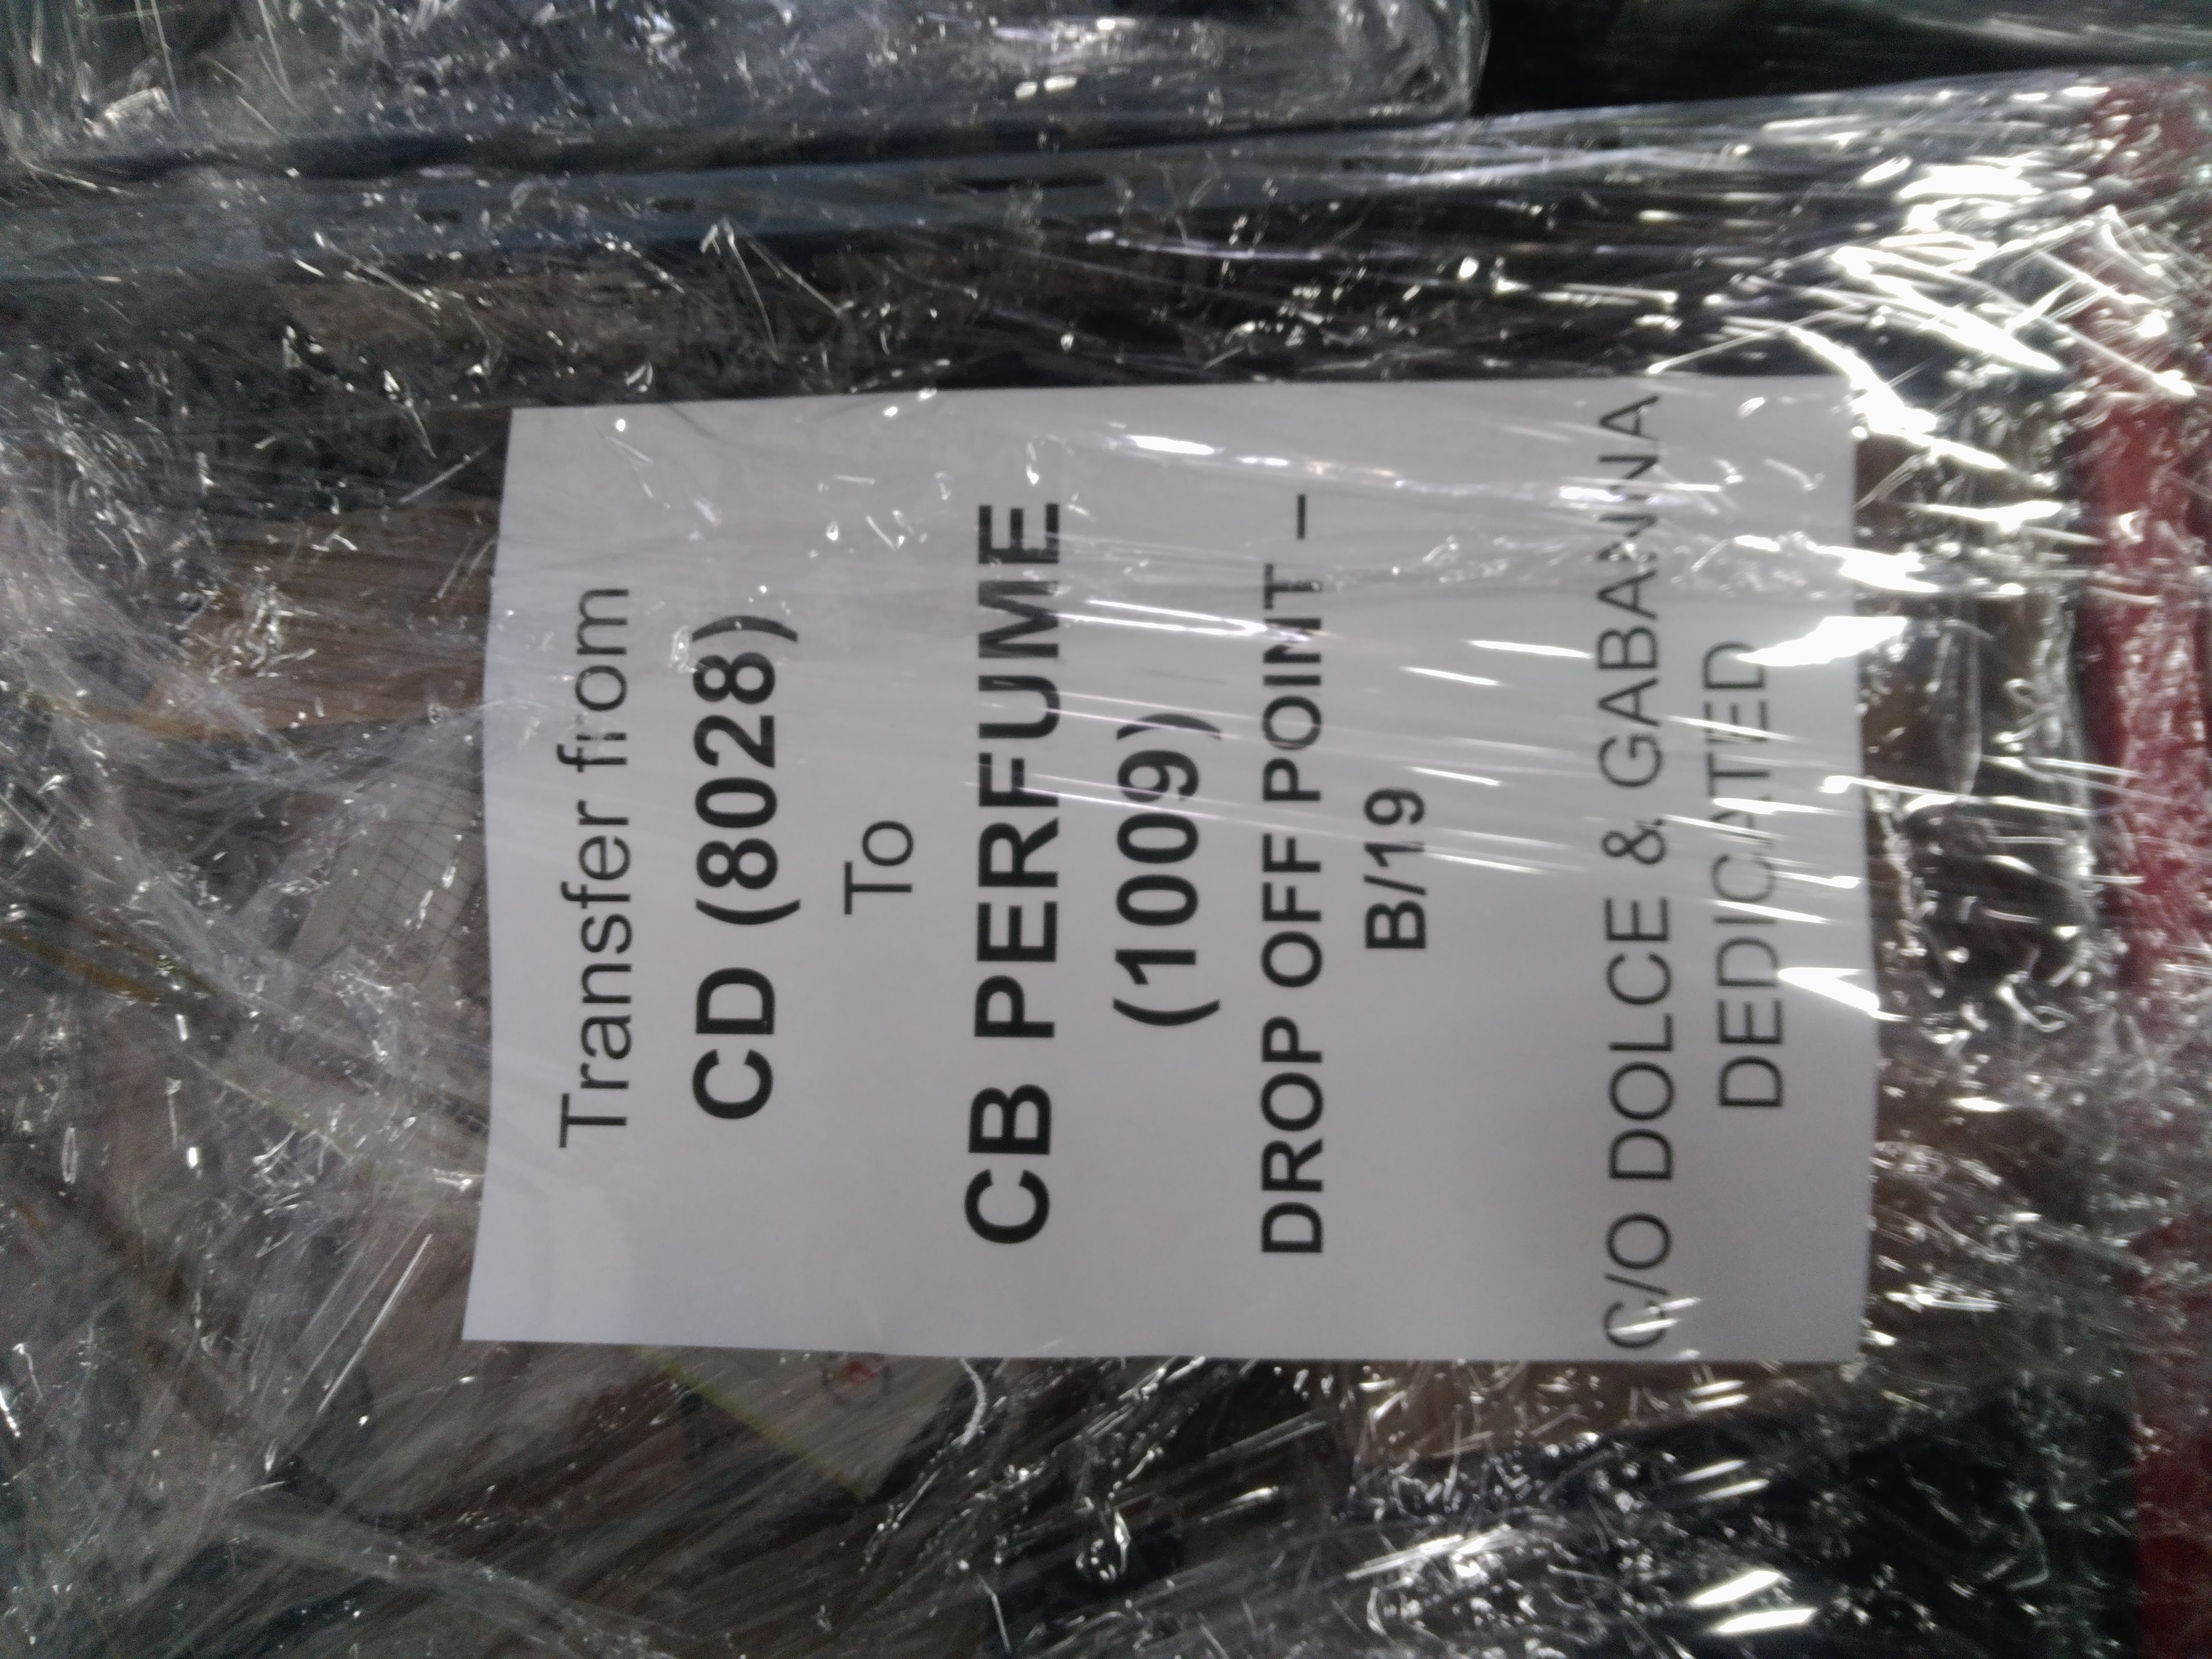 Transfer from
CD (8028)
To
CB PERFUME
(1009)
DROP OFF POINT –
B/19
C/O DOLCE & GABANNA
DEDICATED